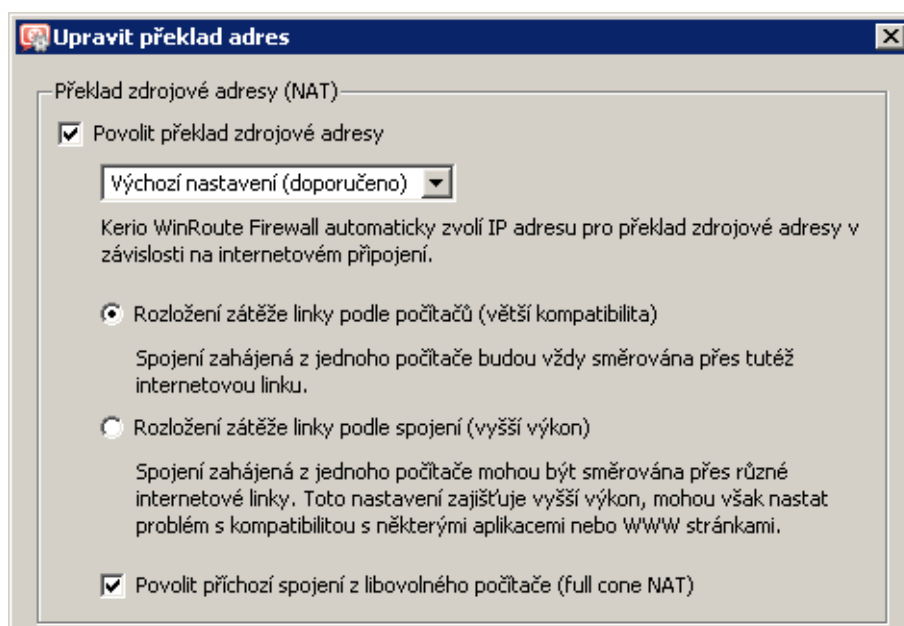 Upravit překlad adres
Překlad zdrojové adresy (NAT)
Povolit překlad zdrojové adresy
Výchozí nastavení (doporučeno)
Kerio WinRoute Firewall automaticky zvolí IP adresu pro překlad zdrojové adresy v
závislosti na internetovém připojení.
Rozložení zátěže linky podle počítačů (větší kompatibilita)
Spojení zahájená z jednoho počítače budou vždy směrována přes tutéž
internetovou linku.
Rozložení zátěže linky podle spojení (vyšší výkon)
Spojení zahájená z jednoho počítače mohou být směrována přes různé
internetové linky. Toto nastavení zajišťuje vyšší výkon, mohou však nastat
problém s kompatibilitou s některými aplikacemi nebo WWW stránkami.
Povolit příchozí spojení z libovolného počítače (full cone NAT)